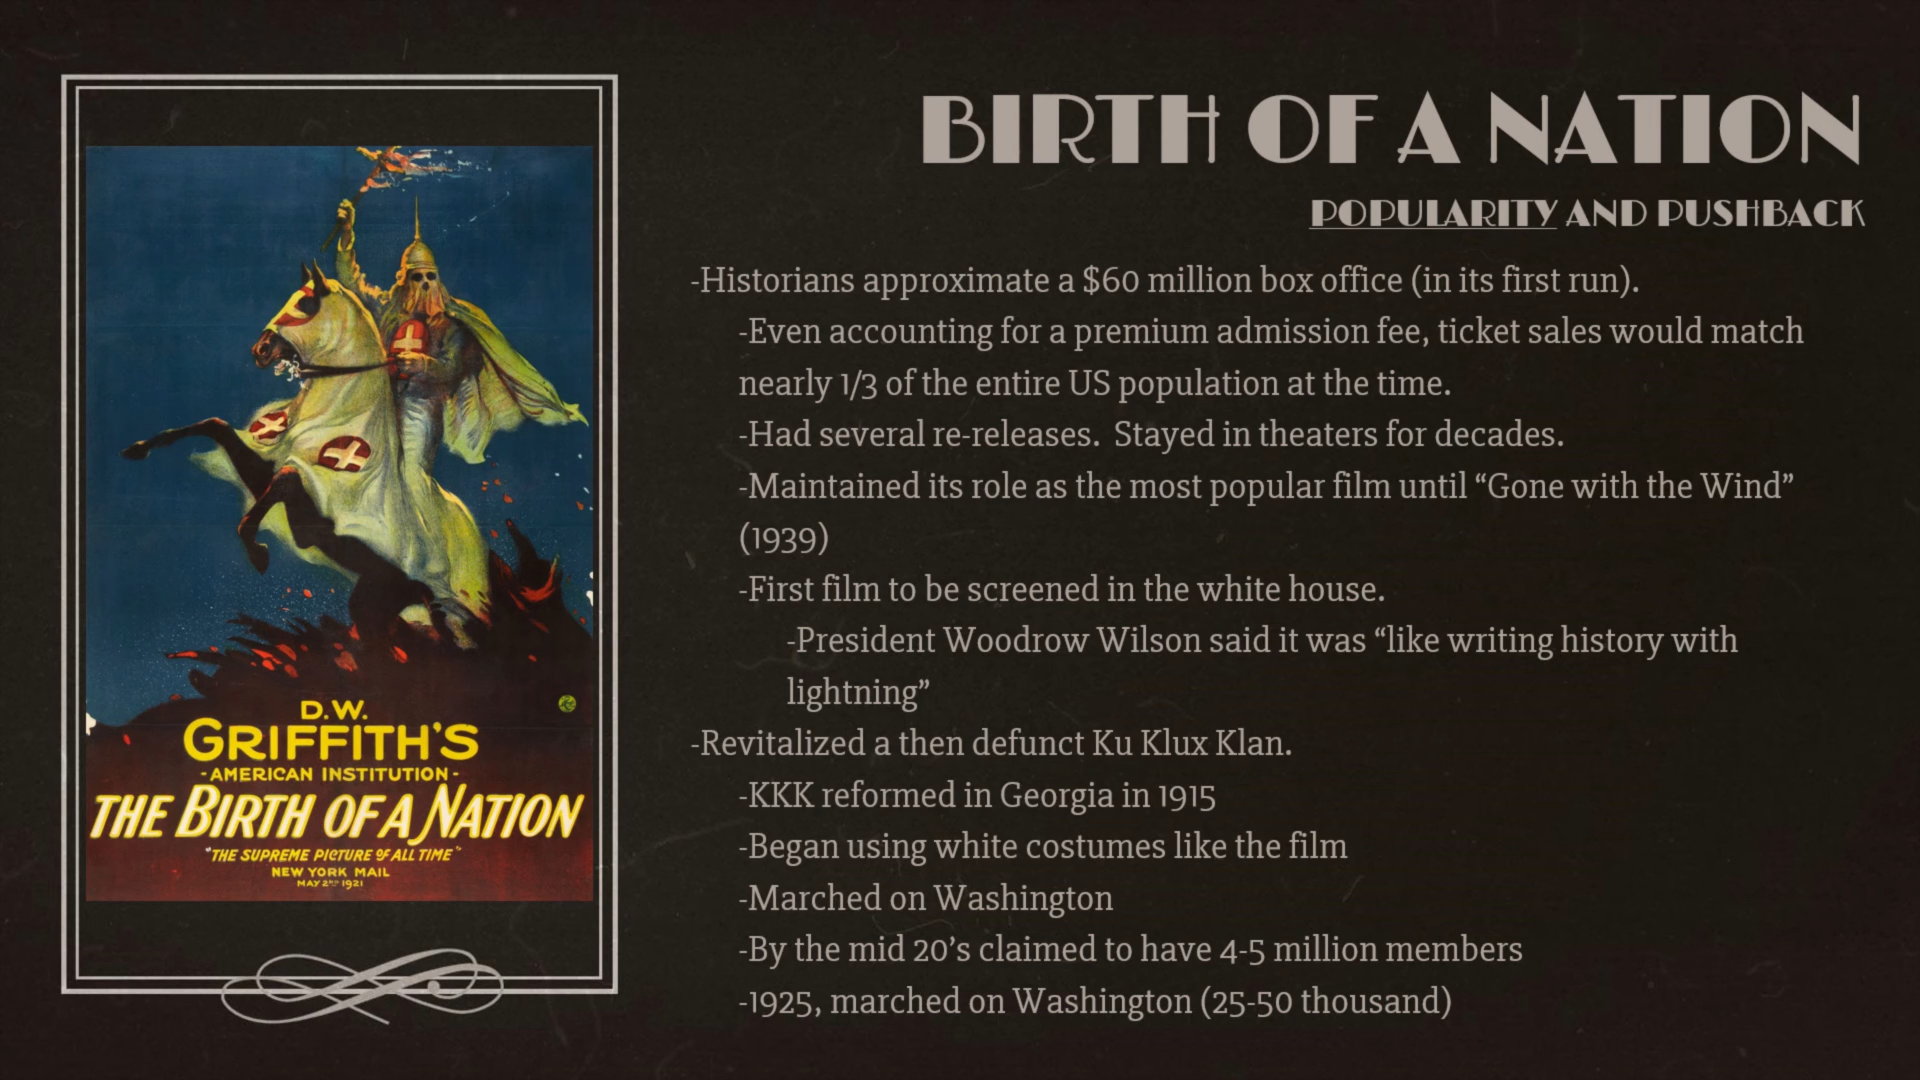 BIRTH OF A NATION
POPULARITY AND PUSHBACK
-Historians approximate a $60 million box office (in its first run).
-Even accounting for a premium admission fee, ticket sales would match
nearly 1/3 of the entire US population at the time.
-Had several re-releases.  Stayed in theaters for decades.
-Maintained its role as the most popular film until “Gone with the Wind”
(1939)
-First film to be screened in the white house.
-President Woodrow Wilson said it was “like writing history with
lightning”
-Revitalized a then defunct Ku Klux Klan.
-KKK reformed in Georgia in 1915
-Began using white costumes like the film
-Marched on Washington
-By the mid 20’s claimed to have 4-5 million members
-1925, marched on Washington (25-50 thousand)
D.W.
GRIFFITH'S
-AMERICAN INSTITUTION-
THE BIRTH OF A NATION
"THE SUPREME PICTURE OF ALL TIME"
NEW YORK MAIL
MAY 2ND 1921